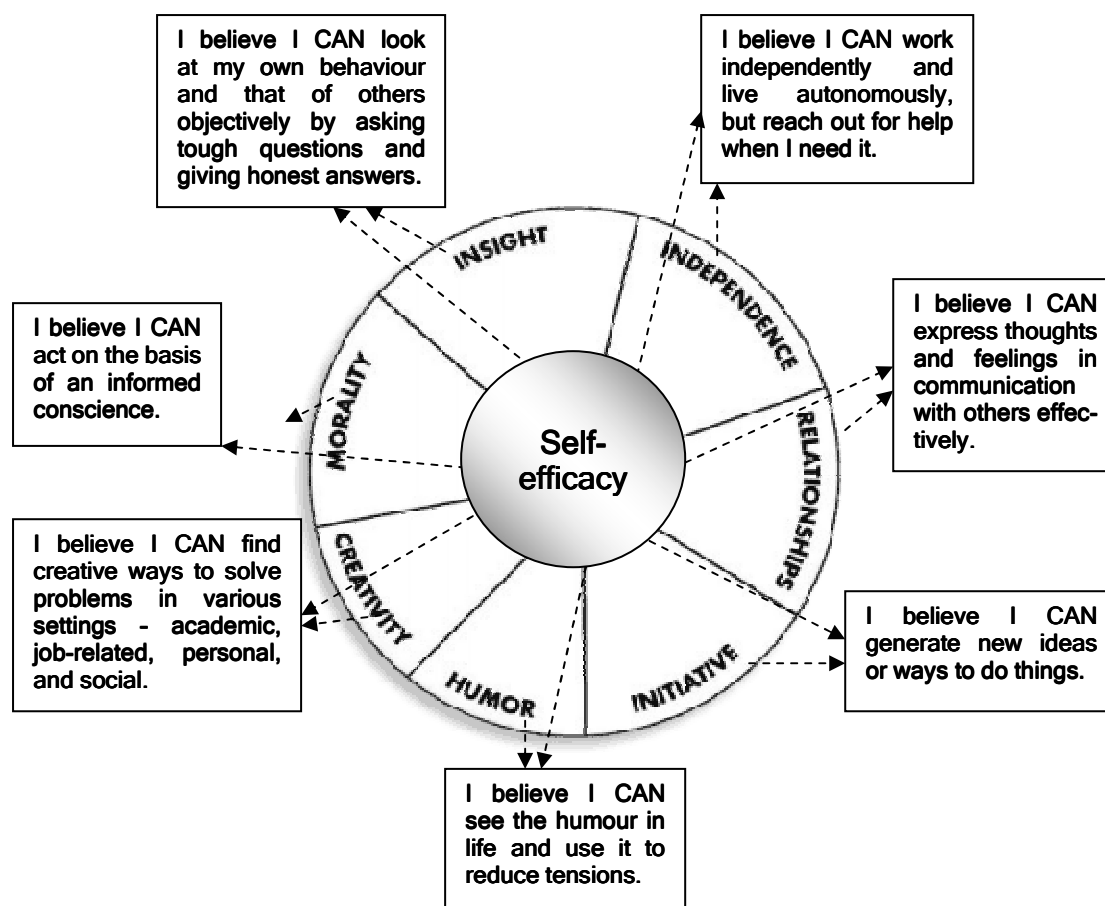 I believe I CAN look
at my own behaviour
and that of others
objectively by asking
tough questions and
giving honest answers.
I believe I CAN work
independently and
live autonomously,
but reach out for help
when I need it.
INSIGHT
INDEPENDENCE
I believe I CAN
express thoughts
and feelings in
communication
with others effec-
tively.
I believe I CAN
act on the basis
of an informed
conscience.
MORALITY
Self-
efficacy
RELATIONSHIPS
I believe I CAN find
creative ways to solve
problems in various
settings - academic,
job-related, personal,
and social.
CREATIVITY
HUMOR
INITIATIVE
I believe I CAN
generate new ideas
or ways to do things.
I believe I CAN
see the humour in
life and use it to
reduce tensions.